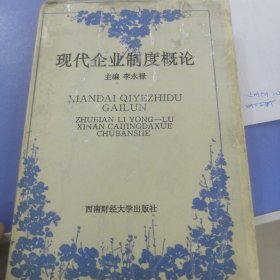 现代企业制度概论
主编 李永禄
MANDAI QIYEZHIDU
GAILUN
ZHUBIAN LI YONG—LU
XINAN CAIJINGDAXUE
CHUBANSHE
西南财经大学出版社